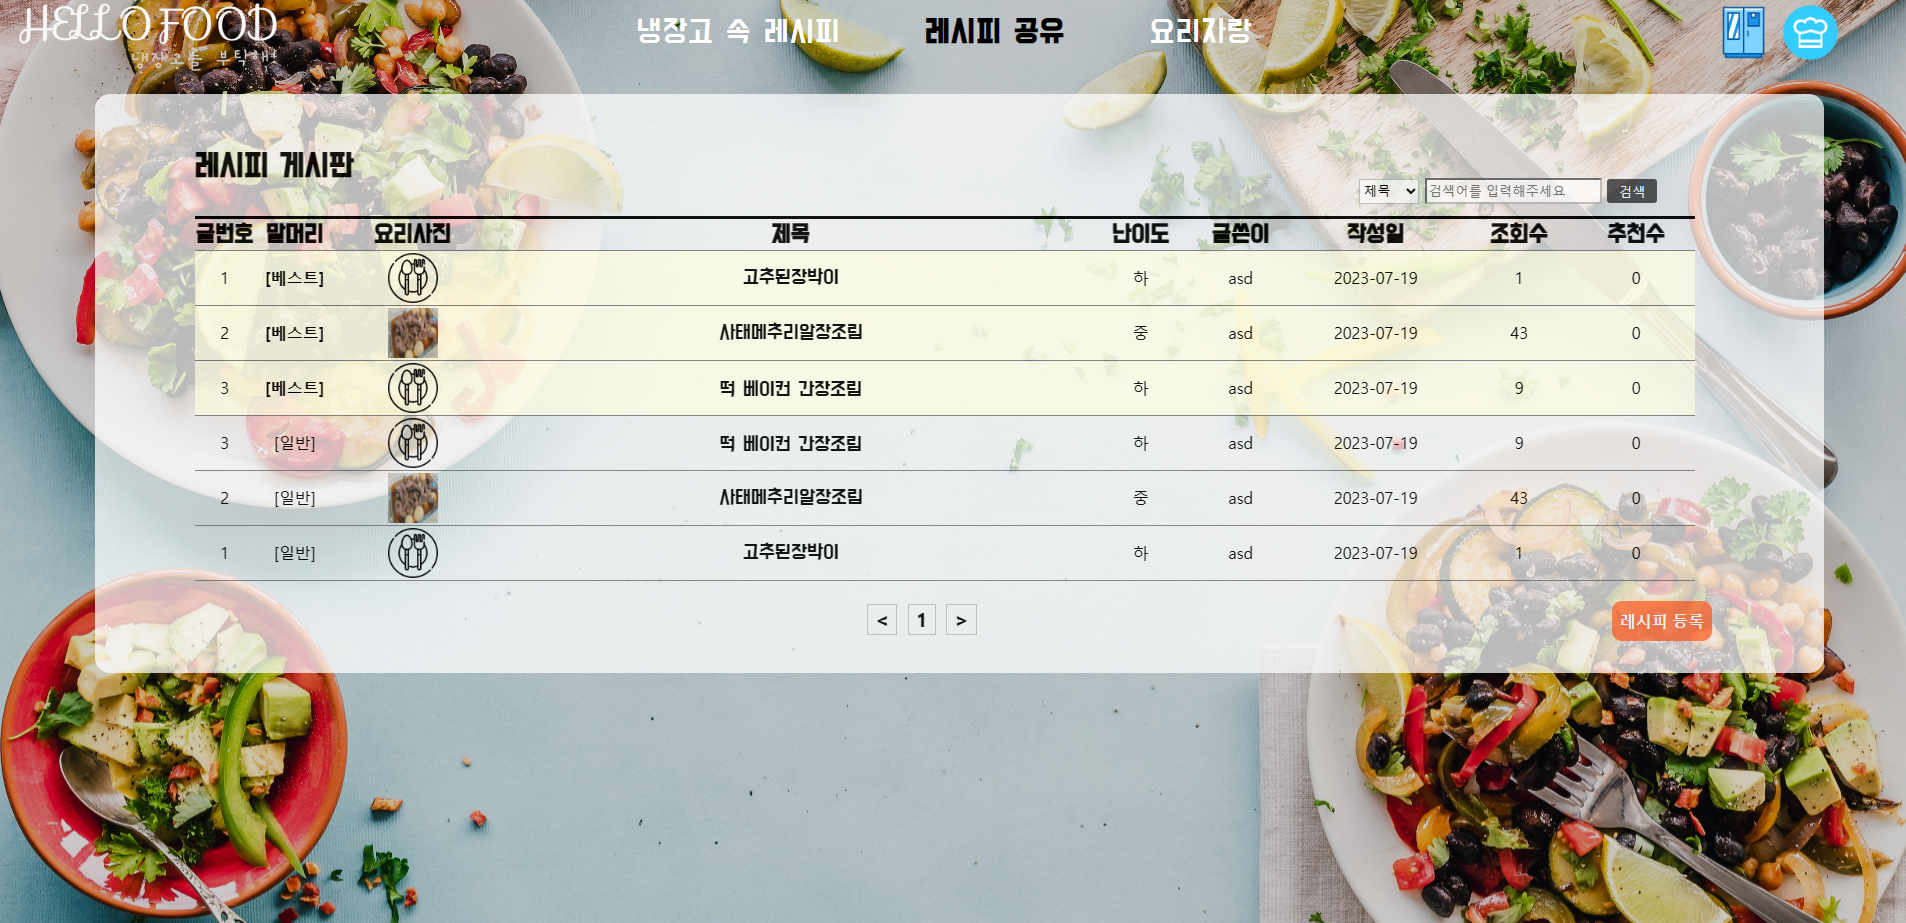 HELLO FOOD
냉장고를 부탁해!
냉장고 속 레시피 레시피 공유 요리자랑
레시피 게시판
제목 검색어를 입력해주세요 검색
글번호 말머리 요리사진 제목 난이도 글쓴이 작성일 조회수 추천수
1 [베스트] 고추된장박이 하 asd 2023-07-19 1 0
2 [베스트] 사태메추리알장조림 중 asd 2023-07-19 43 0
3 [베스트] 떡 베이컨 간장조림 하 asd 2023-07-19 9 0
3 [일반] 떡 베이컨 간장조림 하 asd 2023-07-19 9 0
2 [일반] 사태메추리알장조림 중 asd 2023-07-19 43 0
1 [일반] 고추된장박이 하 asd 2023-07-19 1 0
< 1 > 레시피 등록